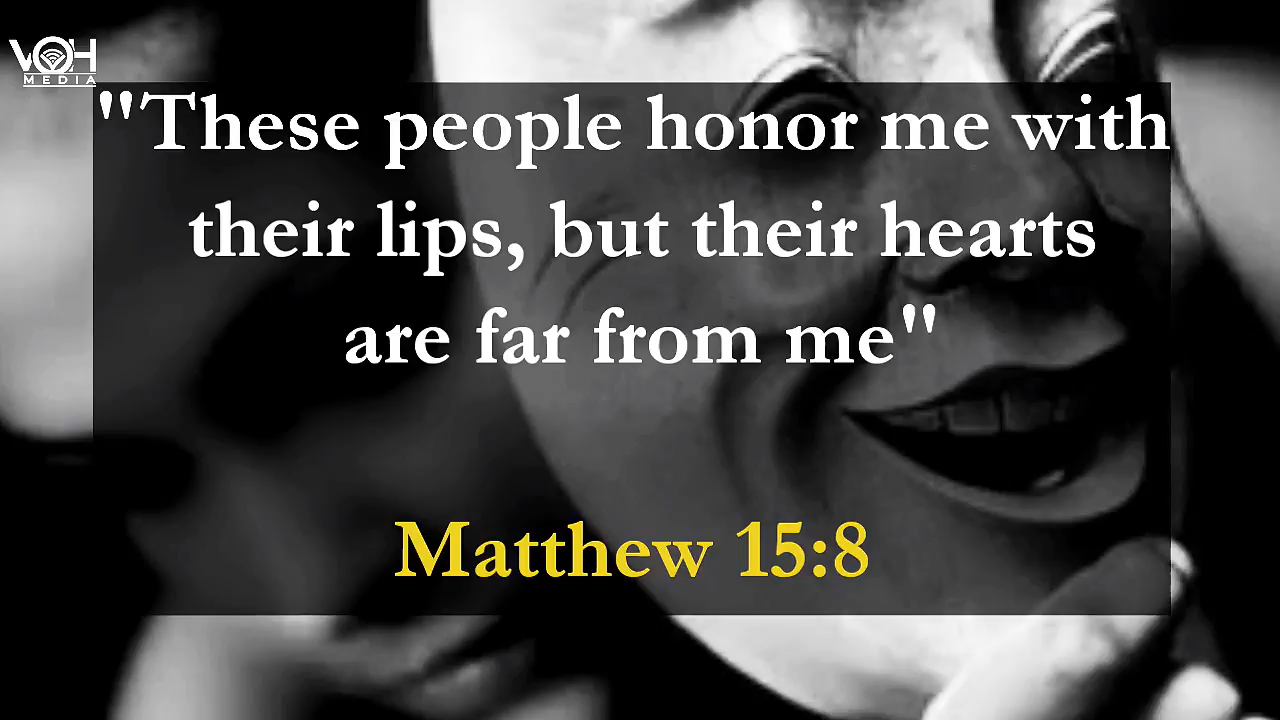 VOH
MEDIA
"These people honor me with
their lips, but their hearts
are far from me"
Matthew 15:8